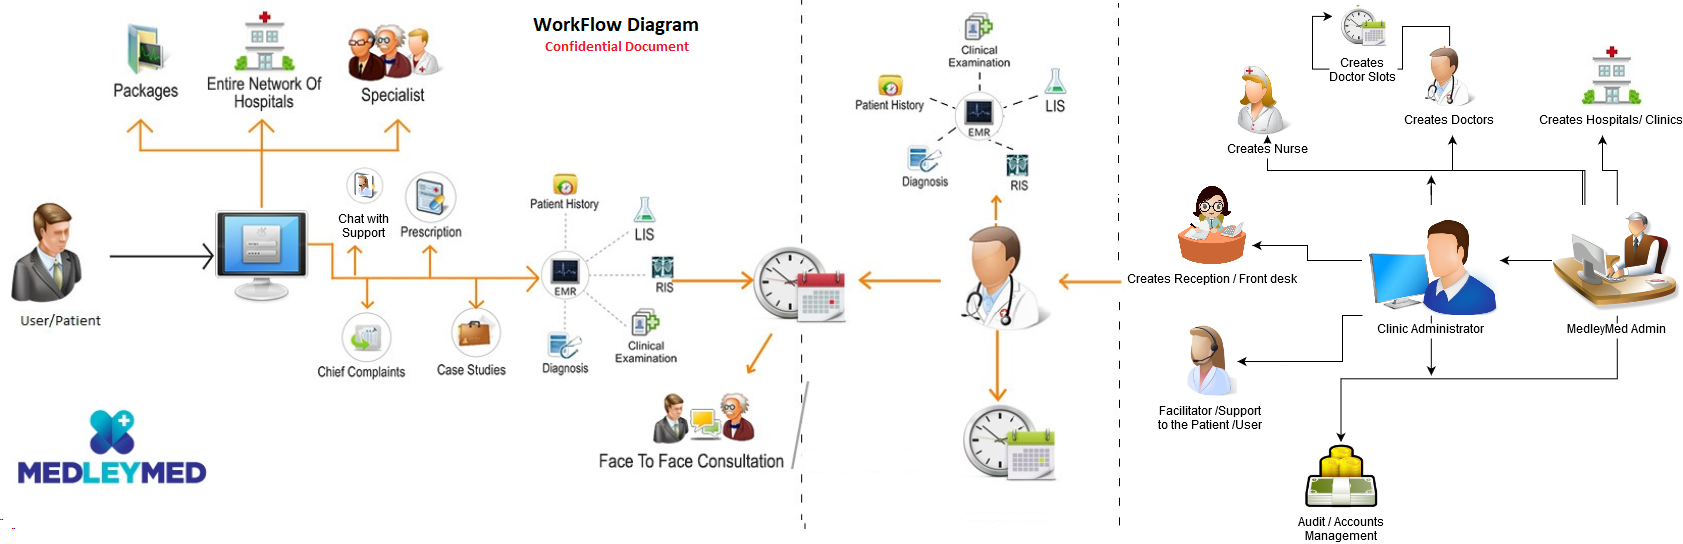 WorkFlow Diagram
Confidential Document
Packages
Entire Network Of
Hospitals
Specialist
User/Patient
Chat with
Support
Prescription
Chief Complaints
Case Studies
Patient History
LIS
EMR
RIS
Diagnosis
Clinical
Examination
Face To Face Consultation
MEDLEYMED
Clinical
Examination
Patient History
LIS
EMR
Diagnosis
RIS
Creates
Doctor Slots
Creates Nurse
Creates Doctors
Creates Hospitals/ Clinics
Creates Reception / Front desk
Clinic Administrator
MedleyMed Admin
Facilitator /Support
to the Patient /User
Audit / Accounts
Management